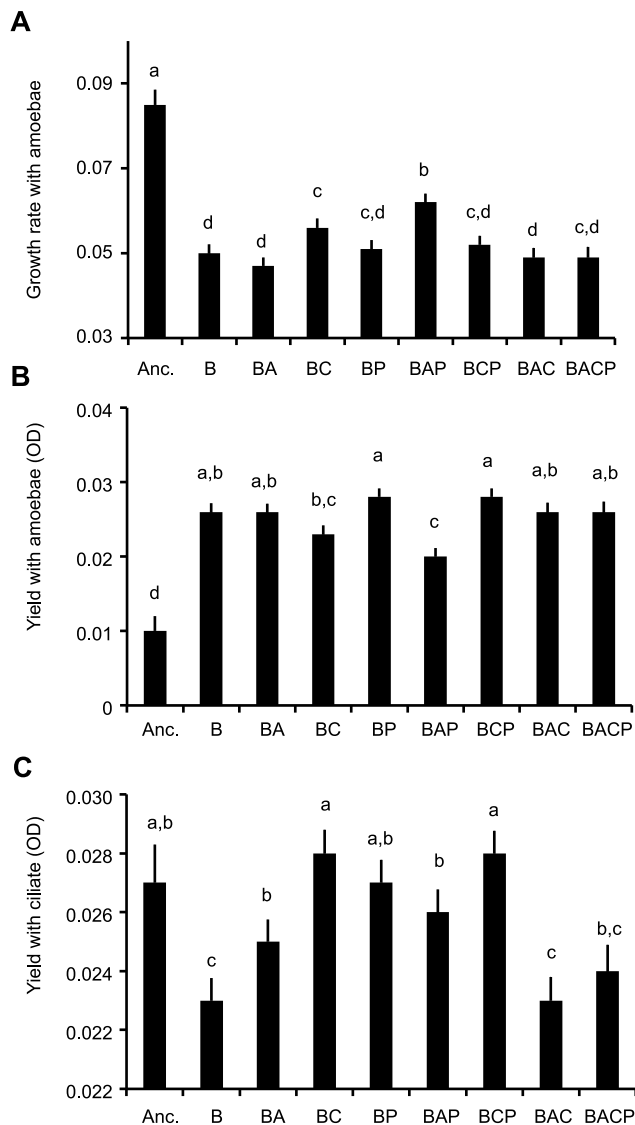 A
Growth rate with amoebae
0.09
0.07
0.05
0.03
a
d
d
c
c,d
b
c,d
d
c,d
Anc. B BA BC BP BAP BCP BAC BACP
B
Yield with amoebae (OD)
0.04
0.03
0.02
0.01
0
d
a,b
a,b
b,c
a
c
a
a,b
a,b
Anc. B BA BC BP BAP BCP BAC BACP
C
Yield with ciliate (OD)
0.030
0.028
0.026
0.024
0.022
0.022
a,b
c
b
a
a,b
b
a
c
b,c
Anc. B BA BC BP BAP BCP BAC BACP